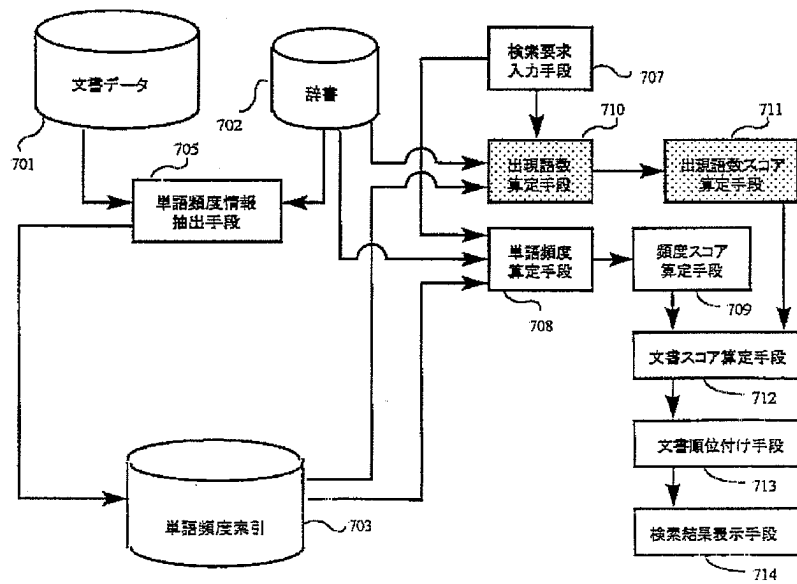 文書データ
701
辞書
702
検索要求
入力手段
707
705
単語頻度情報
抽出手段
710
出現語数
算定手段
711
出現語数スコア
算定手段
単語頻度
算定手段
708
頻度スコア
算定手段
709
文書スコア算定手段
712
文書順位付け手段
713
単語頻度索引
703
検索結果表示手段
714